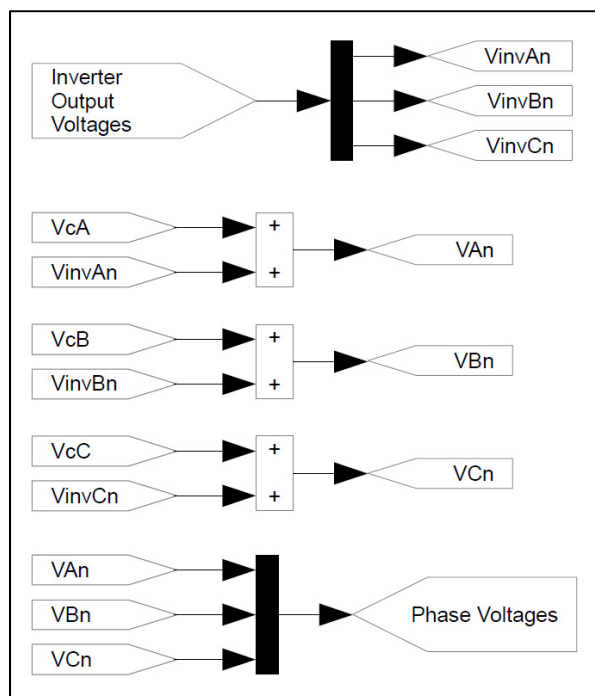 Inverter
Output
Voltages
VinvAn
VinvBn
VinvCn
VcA
VinvAn
+
+
VAn
VcB
VinvBn
+
+
VBn
VcC
VinvCn
+
+
VCn
VAn
VBn
VCn
Phase Voltages